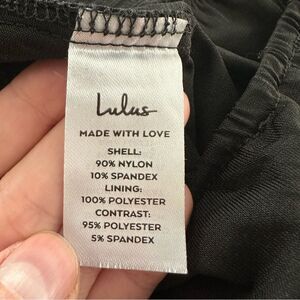 Lulus
MADE WITH LOVE
SHELL:
90% NYLON
10% SPANDEX
LINING:
100% POLYESTER
CONTRAST:
95% POLYESTER
5% SPANDEX